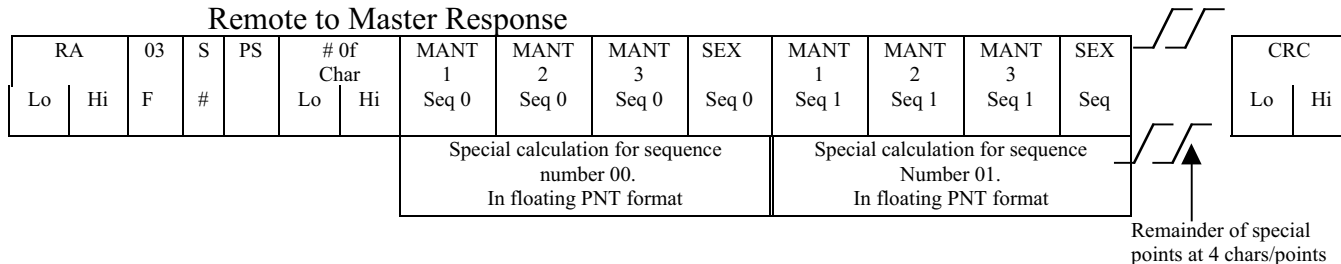 Remote to Master Response
RA 03 S PS # 0f MANT MANT MANT SEX MANT MANT MANT SEX CRC
Char 1 2 3 1 2 3
Lo Hi F # Lo Hi Seq 0 Seq 0 Seq 0 Seq 0 Seq 1 Seq 1 Seq 1 Seq Lo Hi
Special calculation for sequence Special calculation for sequence
number 00. Number 01.
In floating PNT format In floating PNT format
Remainder of special
points at 4 chars/points